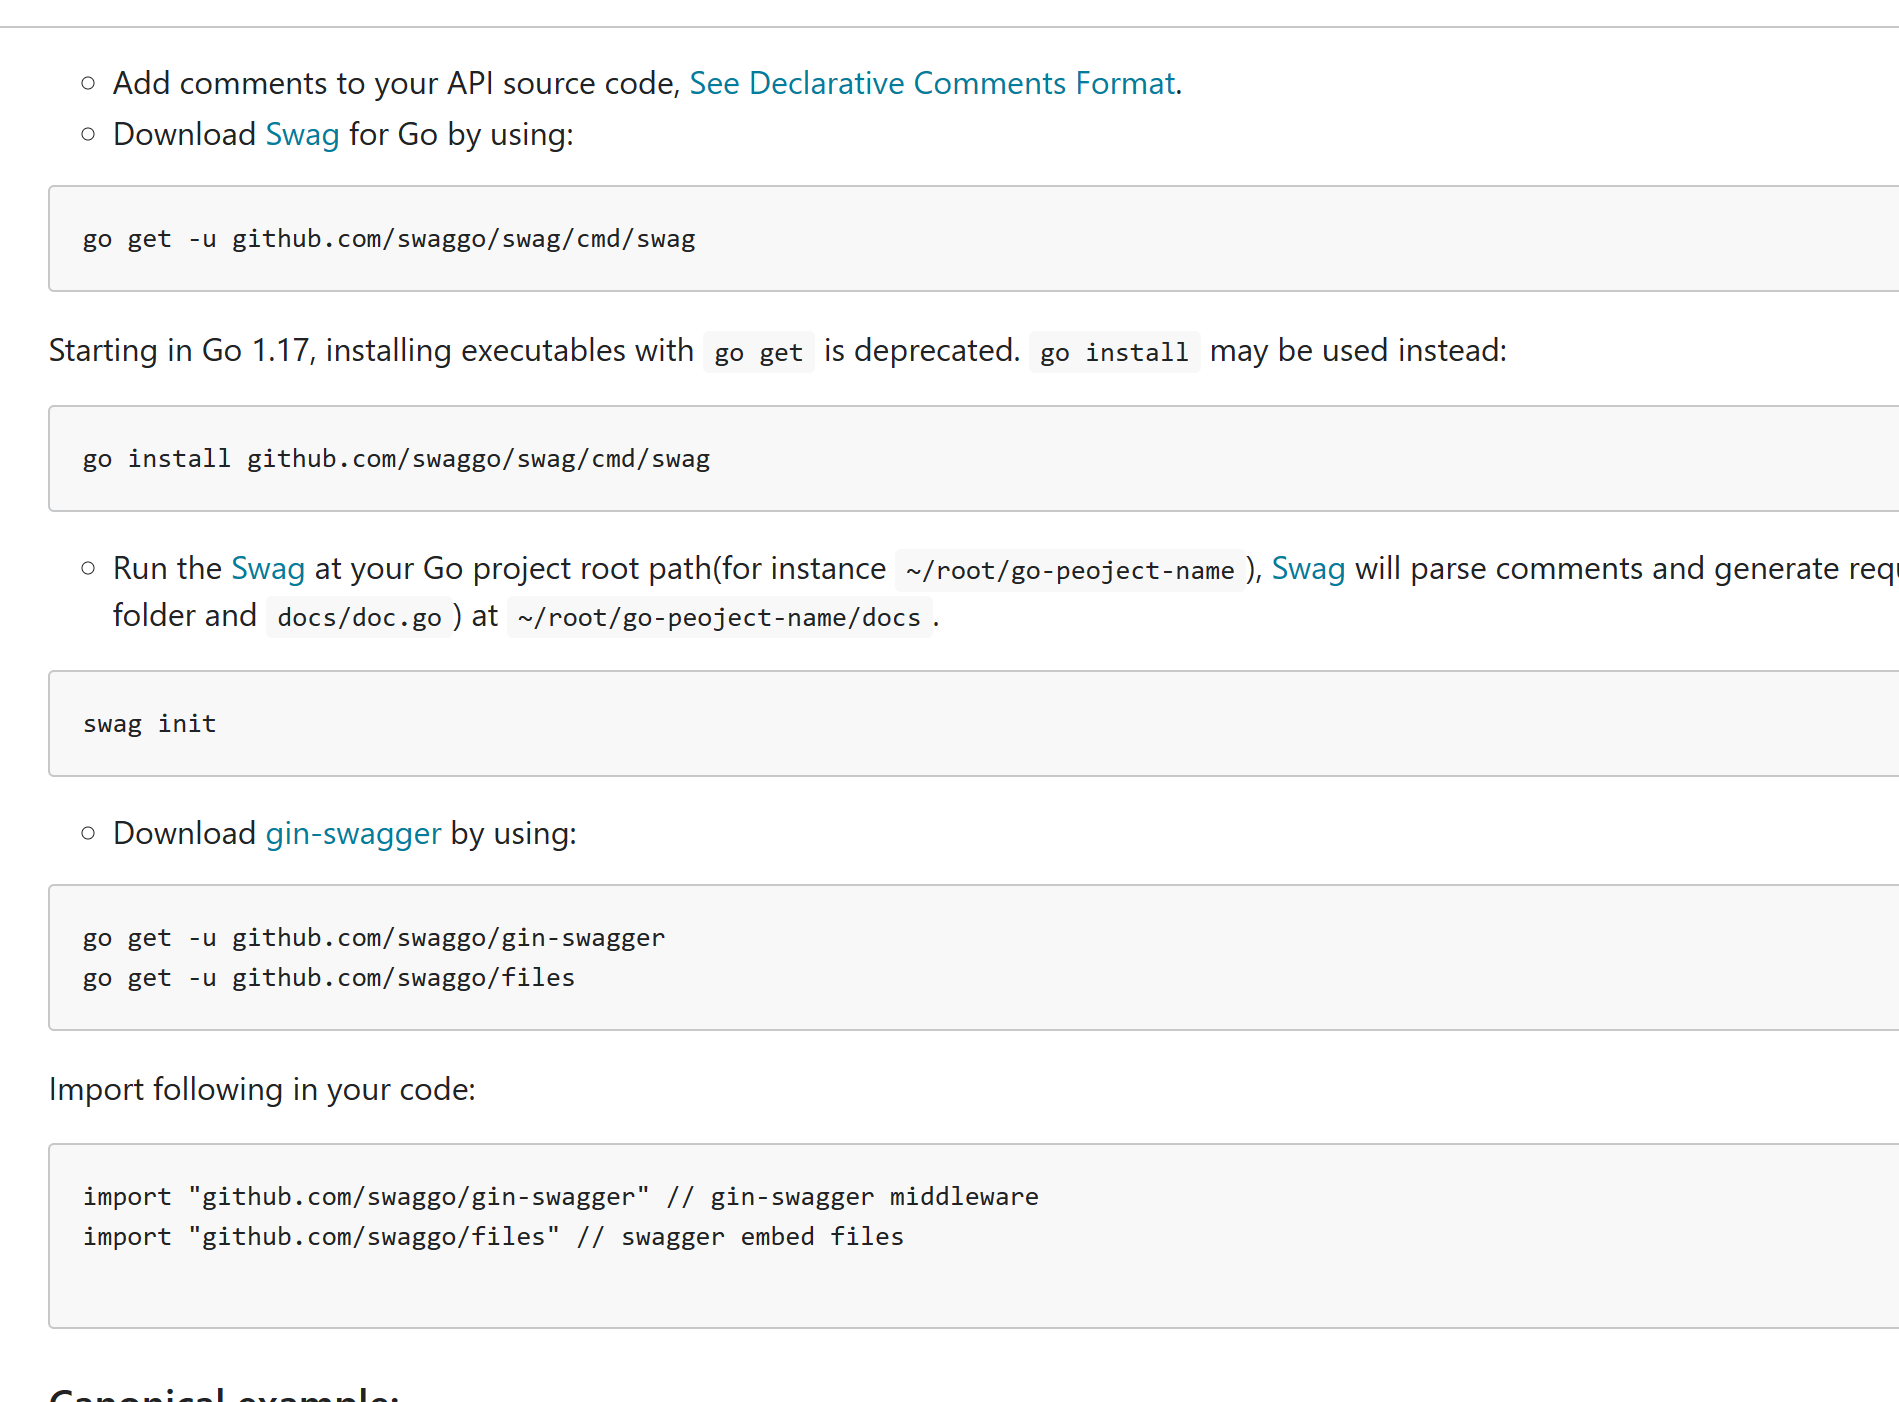 Add comments to your API source code, See Declarative Comments Format.
Download Swag for Go by using:
go get -u github.com/swaggo/swag/cmd/swag
Starting in Go 1.17, installing executables with go get is deprecated. go install may be used instead:
go install github.com/swaggo/swag/cmd/swag
Run the Swag at your Go project root path(for instance ~/root/go-peoject-name), Swag will parse comments and generate
folder and docs/doc.go) at ~/root/go-peoject-name/docs.
swag init
Download gin-swagger by using:
go get -u github.com/swaggo/gin-swagger
go get -u github.com/swaggo/files
Import following in your code:
import "github.com/swaggo/gin-swagger" // gin-swagger middleware
import "github.com/swaggo/files" // swagger embed files
Canonical example: